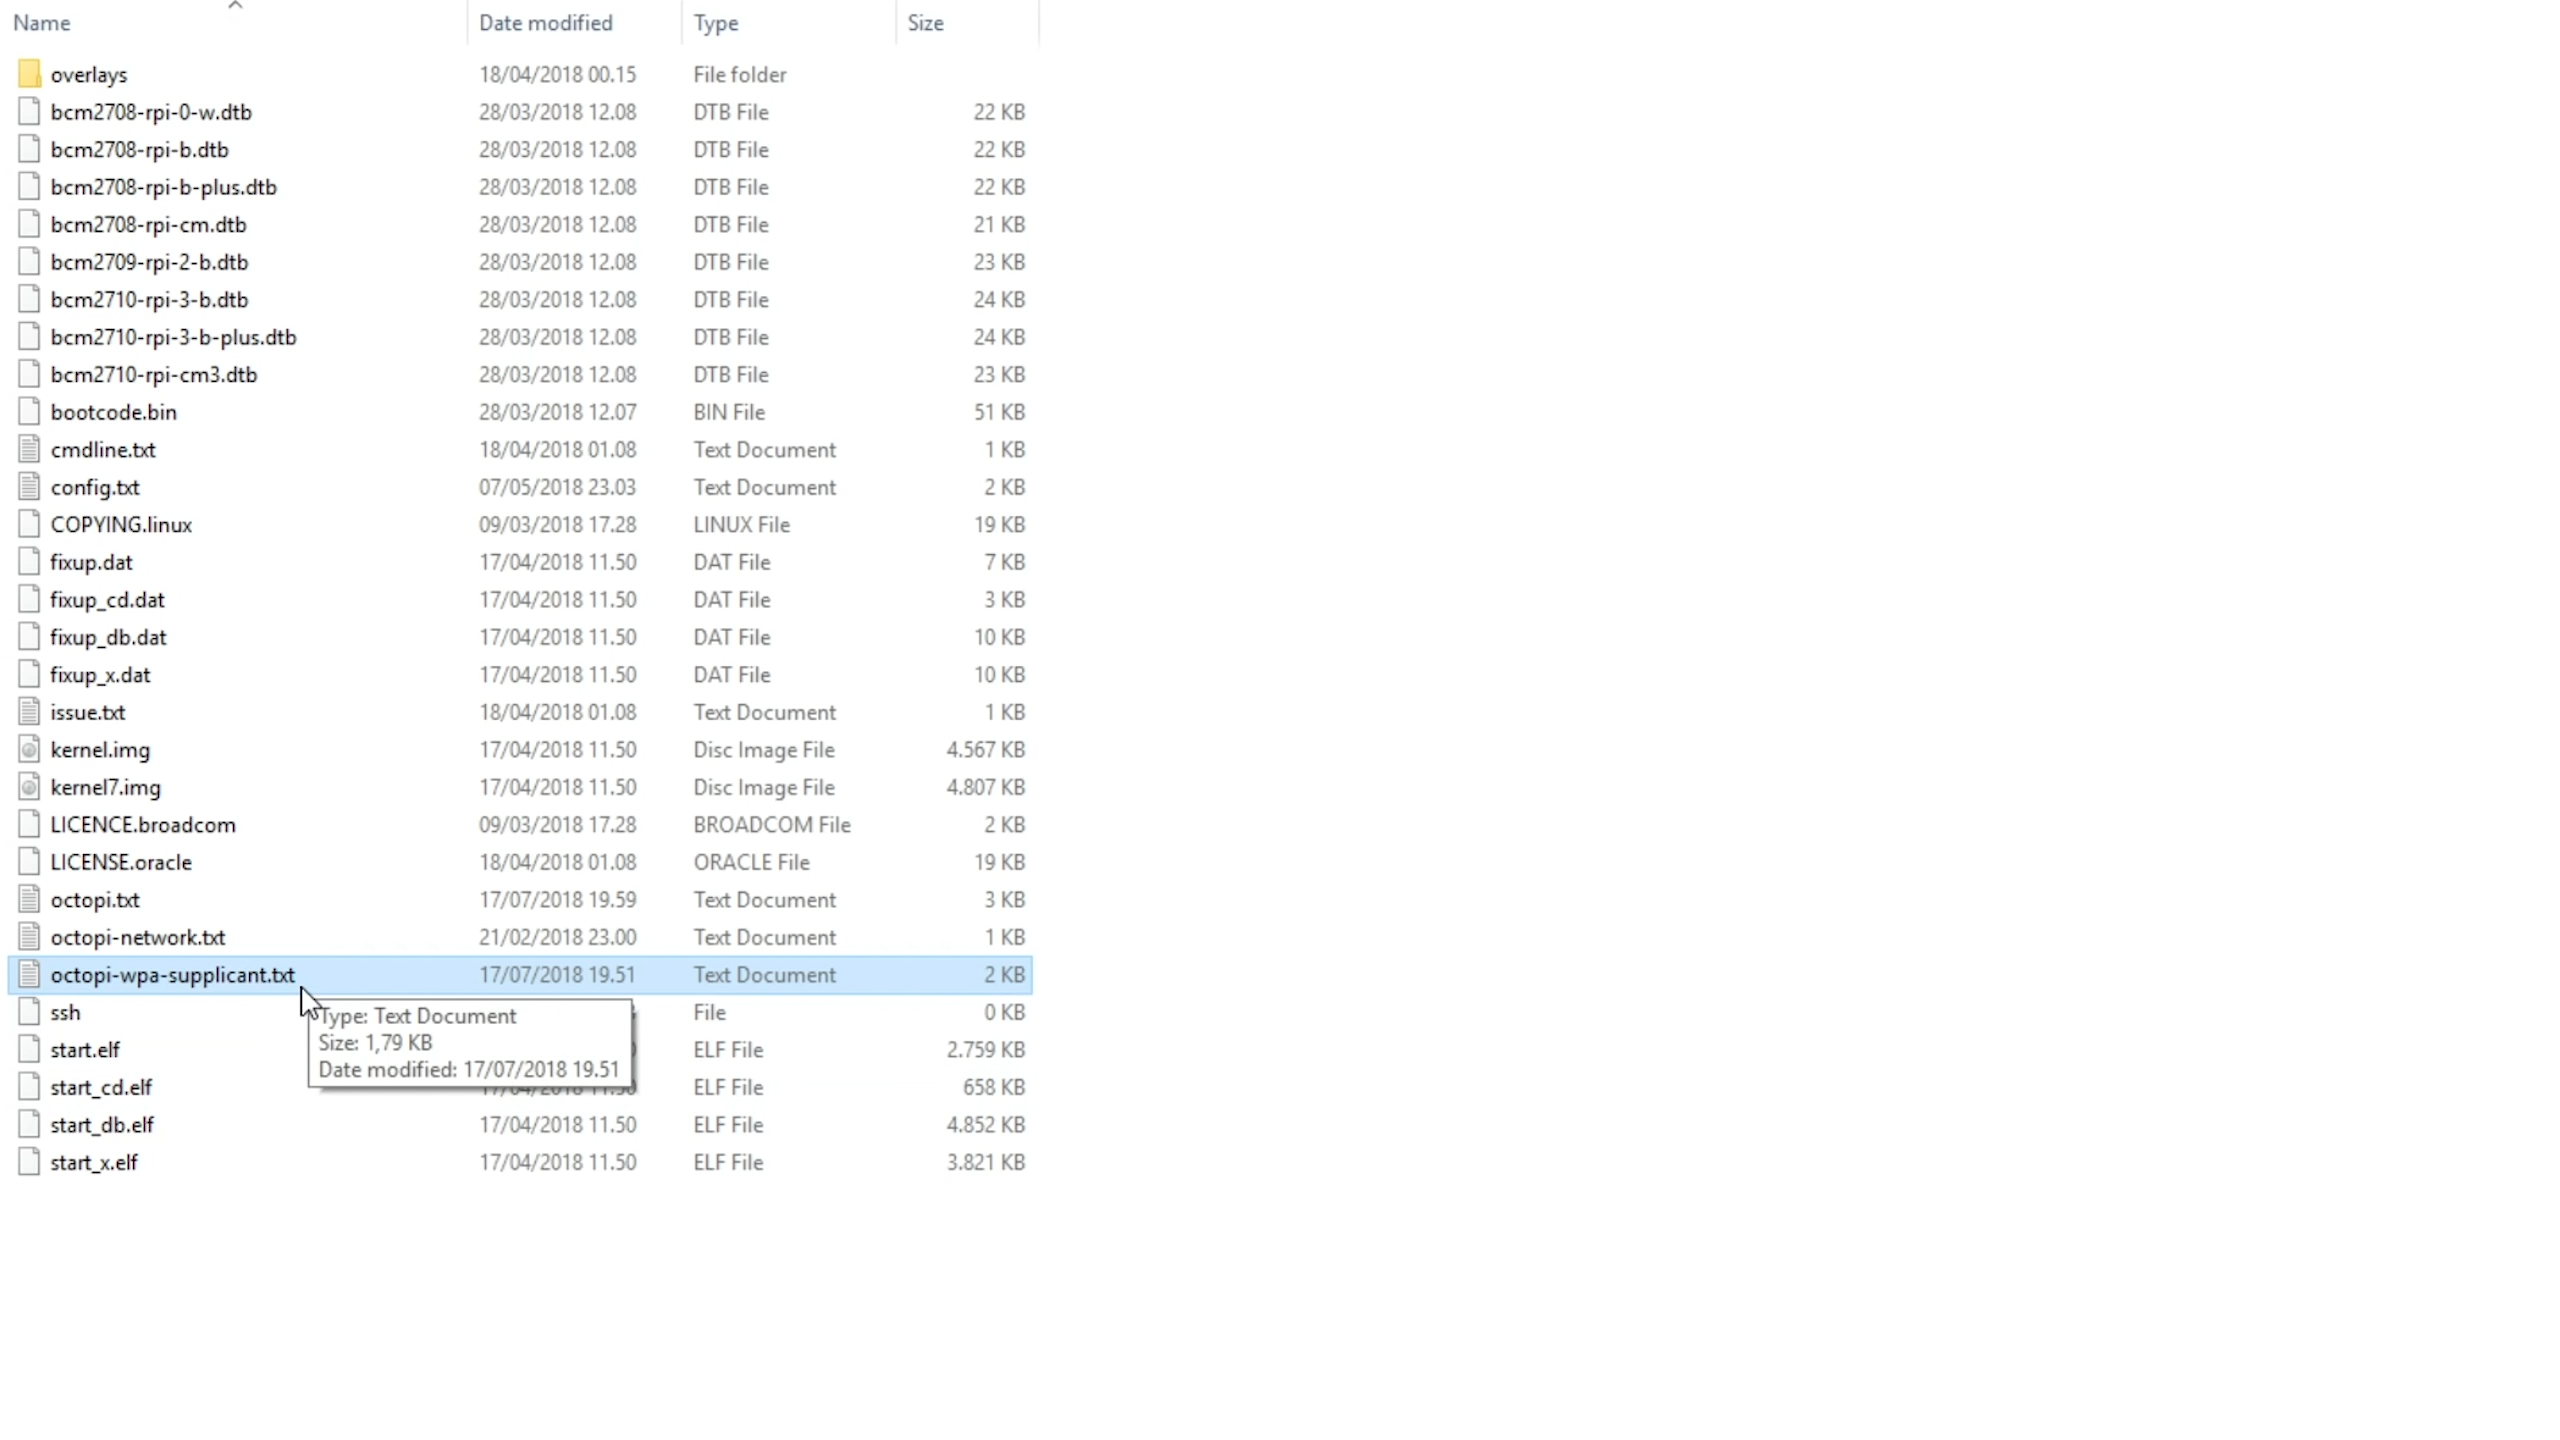 Name Date modified Type Size
overlays 18/04/2018 00.15 File folder
bcm2708-rpi-0-w.dtb 28/03/2018 12.08 DTB File 22 KB
bcm2708-rpi-b.dtb 28/03/2018 12.08 DTB File 22 KB
bcm2708-rpi-b-plus.dtb 28/03/2018 12.08 DTB File 22 KB
bcm2708-rpi-cm.dtb 28/03/2018 12.08 DTB File 21 KB
bcm2709-rpi-2-b.dtb 28/03/2018 12.08 DTB File 23 KB
bcm2710-rpi-3-b.dtb 28/03/2018 12.08 DTB File 24 KB
bcm2710-rpi-3-b-plus.dtb 28/03/2018 12.08 DTB File 24 KB
bcm2710-rpi-cm3.dtb 28/03/2018 12.08 DTB File 23 KB
bootcode.bin 28/03/2018 12.07 BIN File 51 KB
cmdline.txt 18/04/2018 01.08 Text Document 1 KB
config.txt 07/05/2018 23.03 Text Document 2 KB
COPYING.linux 09/03/2018 17.28 LINUX File 19 KB
fixup.dat 17/04/2018 11.50 DAT File 7 KB
fixup_cd.dat 17/04/2018 11.50 DAT File 3 KB
fixup_db.dat 17/04/2018 11.50 DAT File 10 KB
fixup_x.dat 17/04/2018 11.50 DAT File 10 KB
issue.txt 18/04/2018 01.08 Text Document 1 KB
kernel.img 17/04/2018 11.50 Disc Image File 4.567 KB
kernel7.img 17/04/2018 11.50 Disc Image File 4.807 KB
LICENCE.broadcom 09/03/2018 17.28 BROADCOM File 2 KB
LICENSE.oracle 18/04/2018 01.08 ORACLE File 19 KB
octopi.txt 17/07/2018 19.59 Text Document 3 KB
octopi-network.txt 21/02/2018 23.00 Text Document 1 KB
octopi-wpa-supplicant.txt 17/07/2018 19.51 Text Document 2 KB
ssh File 0 KB
Type: Text Document
Size: 1,79 KB
Date modified: 17/07/2018 19.51
start.elf ELF File 2.759 KB
start_cd.elf 17/04/2018 11.50 ELF File 658 KB
start_db.elf 17/04/2018 11.50 ELF File 4.852 KB
start_x.elf 17/04/2018 11.50 ELF File 3.821 KB